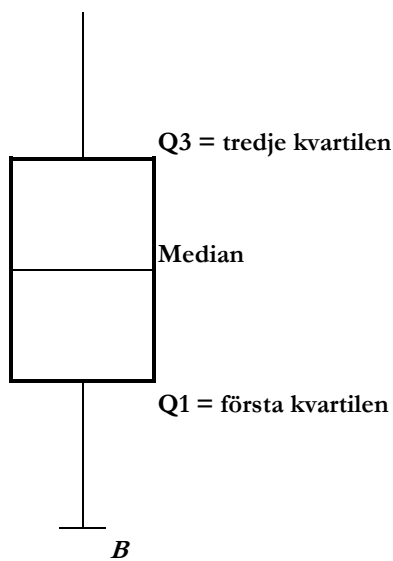 Q3 = tredje kvartilen
Median
Q1 = första kvartilen
B